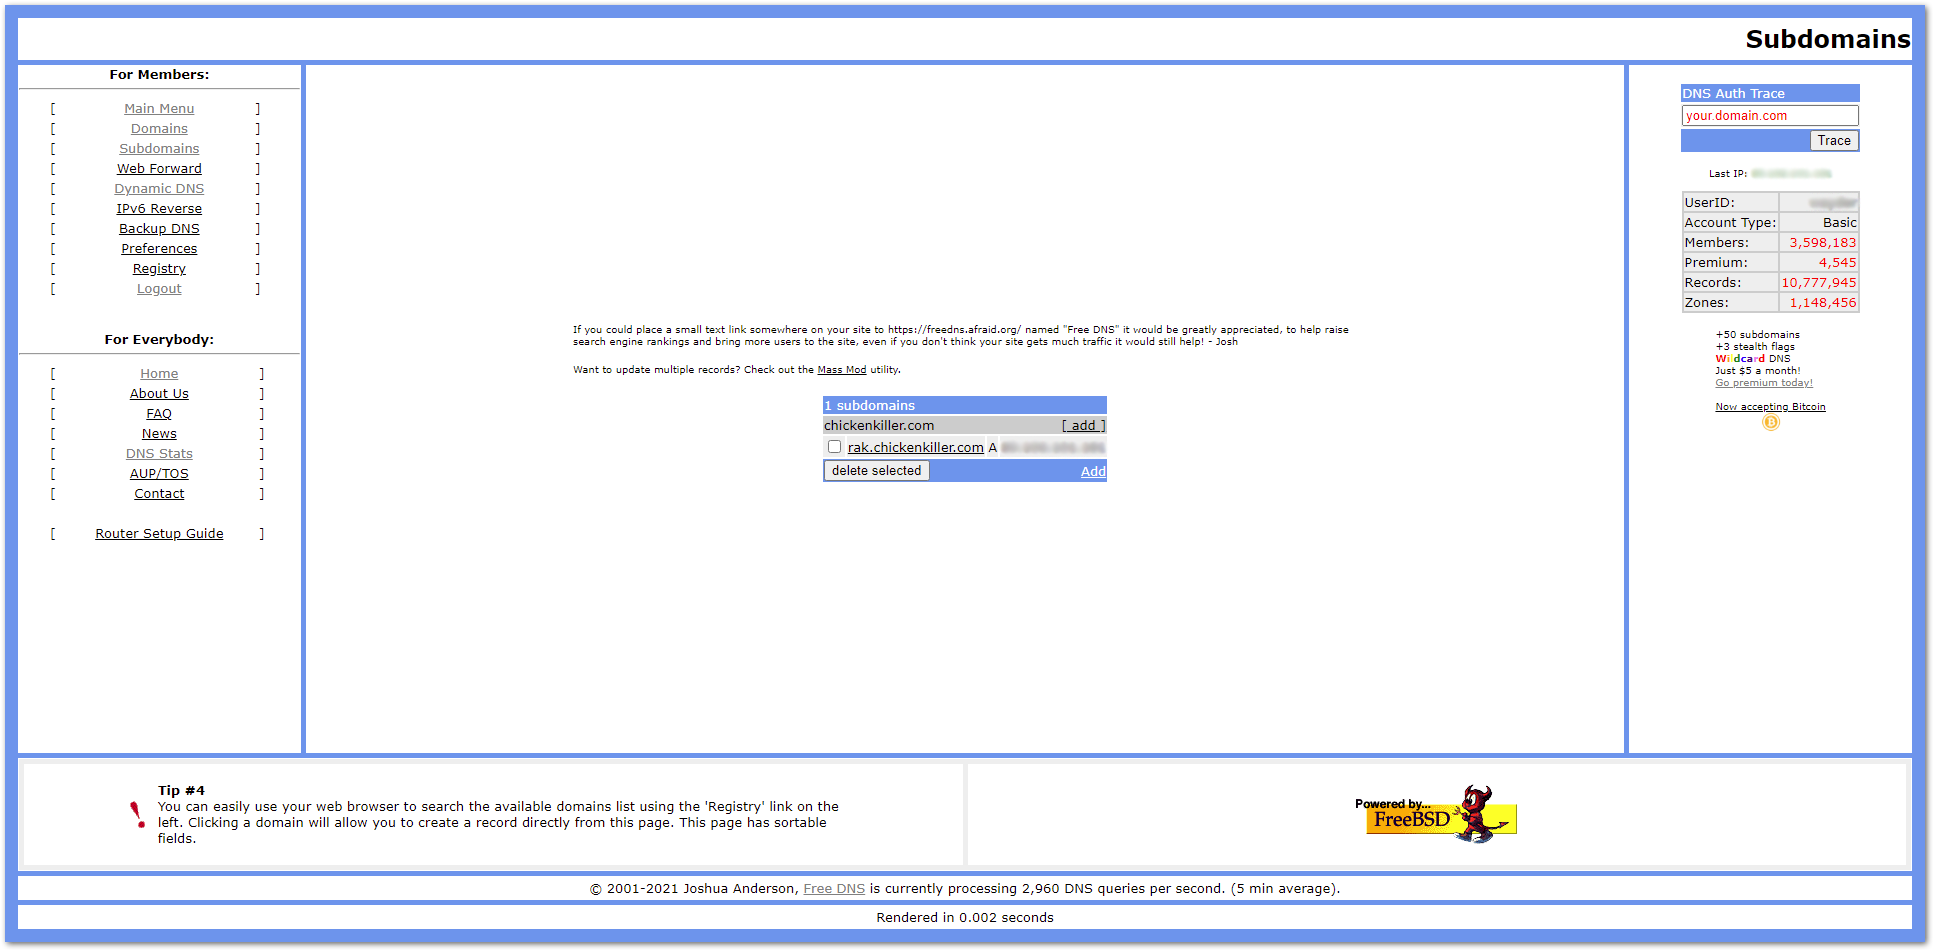 Subdomains
For Members:
[ Main Menu ]
[ Domains ]
[ Subdomains ]
[ Web Forward ]
[ Dynamic DNS ]
[ IPv6 Reverse ]
[ Backup DNS ]
[ Preferences ]
[ Registry ]
[ Logout ]
For Everybody:
[ Home ]
[ About Us ]
[ FAQ ]
[ News ]
[ DNS Stats ]
[ AUP/TOS ]
[ Contact ]
[ Router Setup Guide ]
If you could place a small text link somewhere on your site to https://freedns.afraid.org/ named "Free DNS" it would be greatly appreciated, to help raise
search engine rankings and bring more users to the site, even if you don't think your site gets much traffic it would still help! - Josh
Want to update multiple records? Check out the Mass Mod utility.
1 subdomains
chickenkiller.com [ add ]
rak.chickenkiller.com A
delete selected Add
DNS Auth Trace
your.domain.com
Trace
Last IP:
UserID:
Account Type: Basic
Members: 3,598,183
Premium: 4,545
Records: 10,777,945
Zones: 1,148,456
+50 subdomains
+3 stealth flags
Wildcard DNS
Just $5 a month!
Go premium today!
Now accepting Bitcoin
Tip #4
You can easily use your web browser to search the available domains list using the 'Registry' link on the
left. Clicking a domain will allow you to create a record directly from this page. This page has sortable
fields.
Powered by...
FreeBSD
© 2001-2021 Joshua Anderson, Free DNS is currently processing 2,960 DNS queries per second. (5 min average).
Rendered in 0.002 seconds